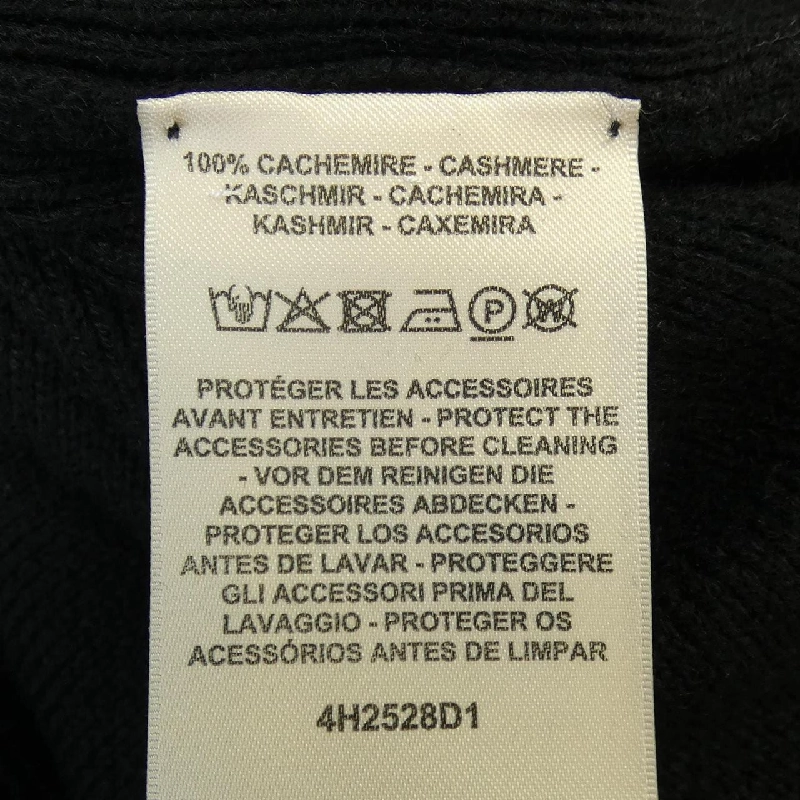 100% CACHEMIRE - CASHMERE -
KASCHMIR - CACHEMIRA -
KASHMIR - CAXEMIRA
P W
PROTÉGER LES ACCESSOIRES
AVANT ENTRETIEN - PROTECT THE
ACCESSORIES BEFORE CLEANING
- VOR DEM REINIGEN DIE
ACCESSOIRES ABDECKEN -
PROTEGER LOS ACCESORIOS
ANTES DE LAVAR - PROTEGGERE
GLI ACCESSORI PRIMA DEL
LAVAGGIO - PROTEGER OS
ACESSÓRIOS ANTES DE LIMPAR
4H2528D1